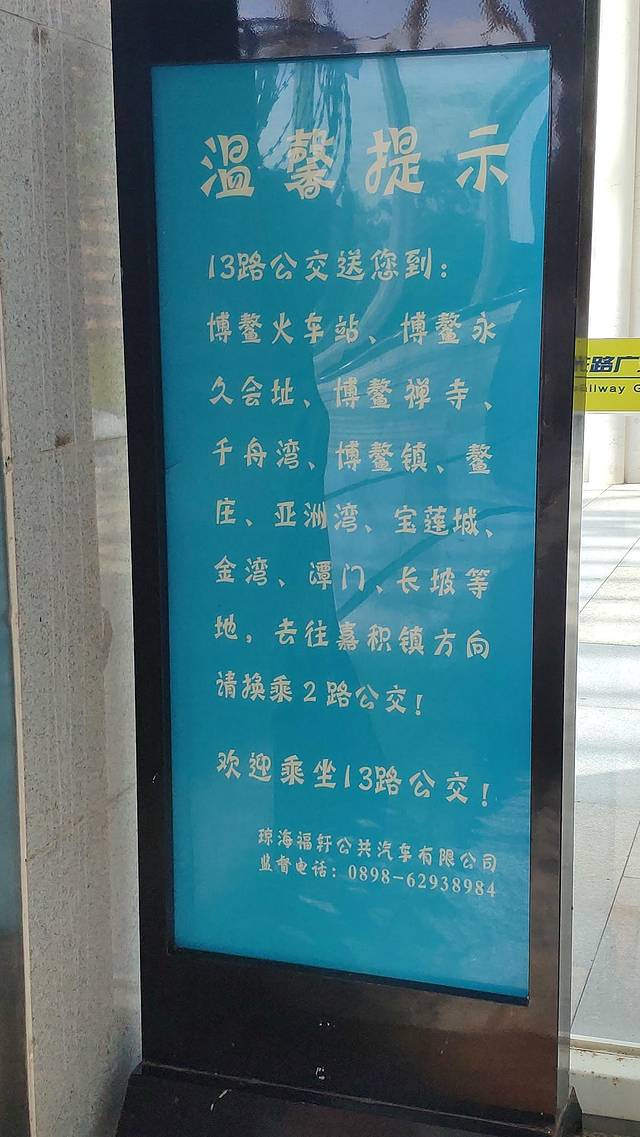 温馨提示
13路公交送您到：
博鳌火车站、博鳌永
久会址、博鳌禅寺、
千舟湾、博鳌镇、鳌
庄、亚洲湾、宝莲城、
金湾、潭门、长坡等
地，去往嘉积镇方向
请换乘2路公交！
欢迎乘坐13路公交！
琼海福轩公共汽车有限公司
监督电话：0898-62938984
路广
ilway G